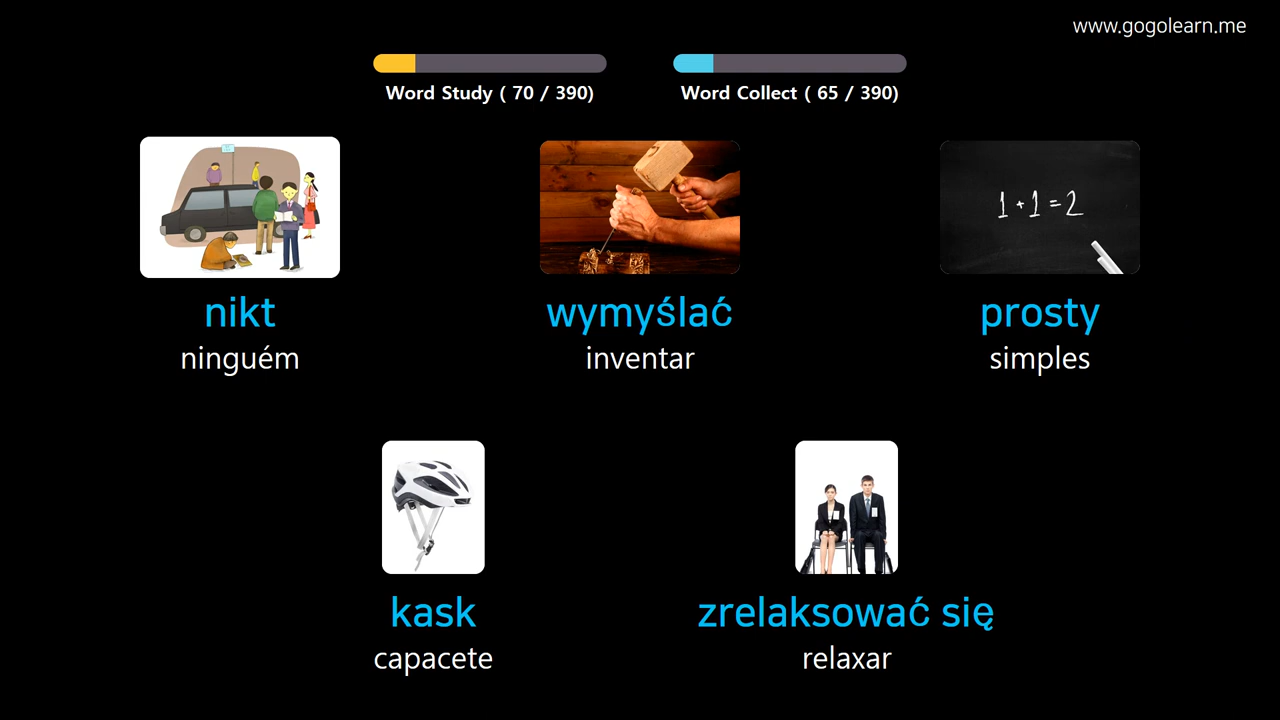 www.gogolearn.me
Word Study ( 70 / 390)
Word Collect ( 65 / 390)
1 + 1 = 2
nikt
ninguém
wymyślać
inventar
prosty
simples
kask
capacete
zrelaksować się
relaxar